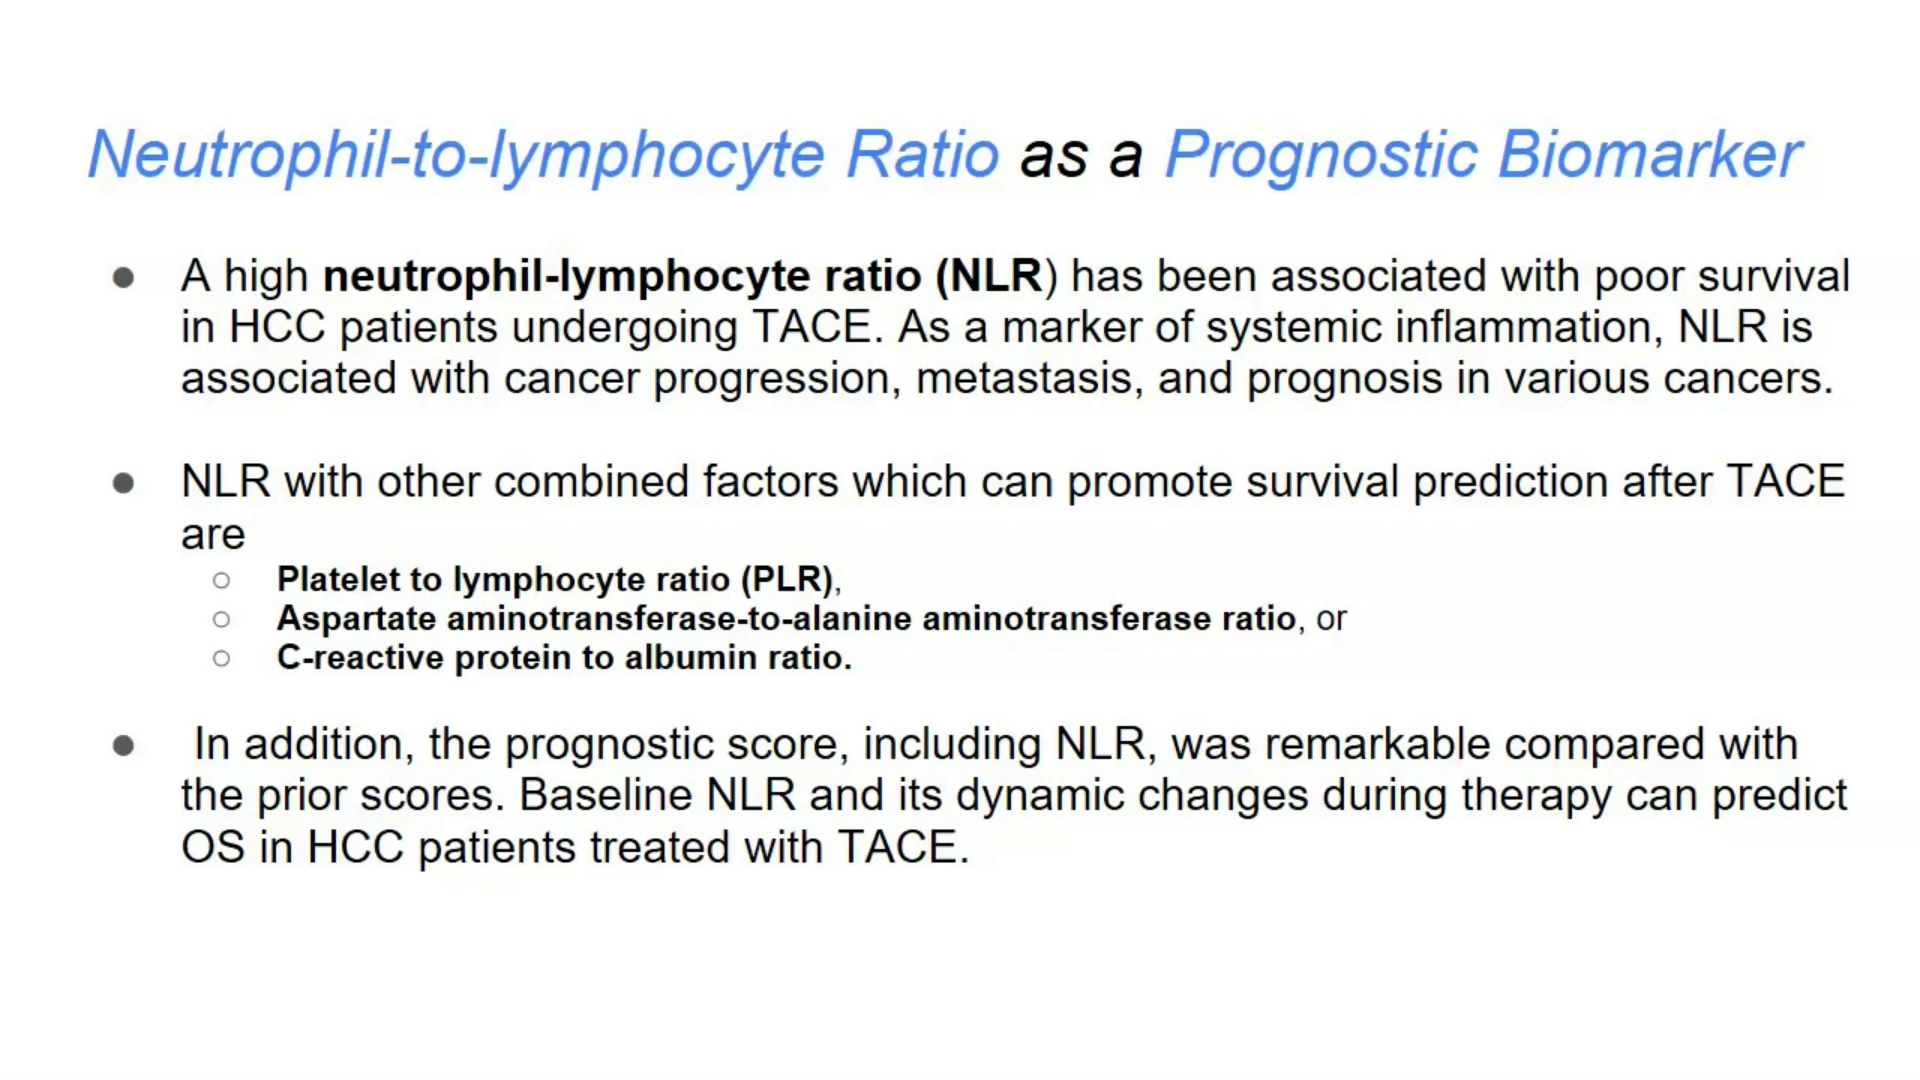 Neutrophil-to-lymphocyte Ratio as a Prognostic Biomarker
● A high neutrophil-lymphocyte ratio (NLR) has been associated with poor survival
in HCC patients undergoing TACE. As a marker of systemic inflammation, NLR is
associated with cancer progression, metastasis, and prognosis in various cancers.
● NLR with other combined factors which can promote survival prediction after TACE
are
○ Platelet to lymphocyte ratio (PLR),
○ Aspartate aminotransferase-to-alanine aminotransferase ratio, or
○ C-reactive protein to albumin ratio.
● In addition, the prognostic score, including NLR, was remarkable compared with
the prior scores. Baseline NLR and its dynamic changes during therapy can predict
OS in HCC patients treated with TACE.